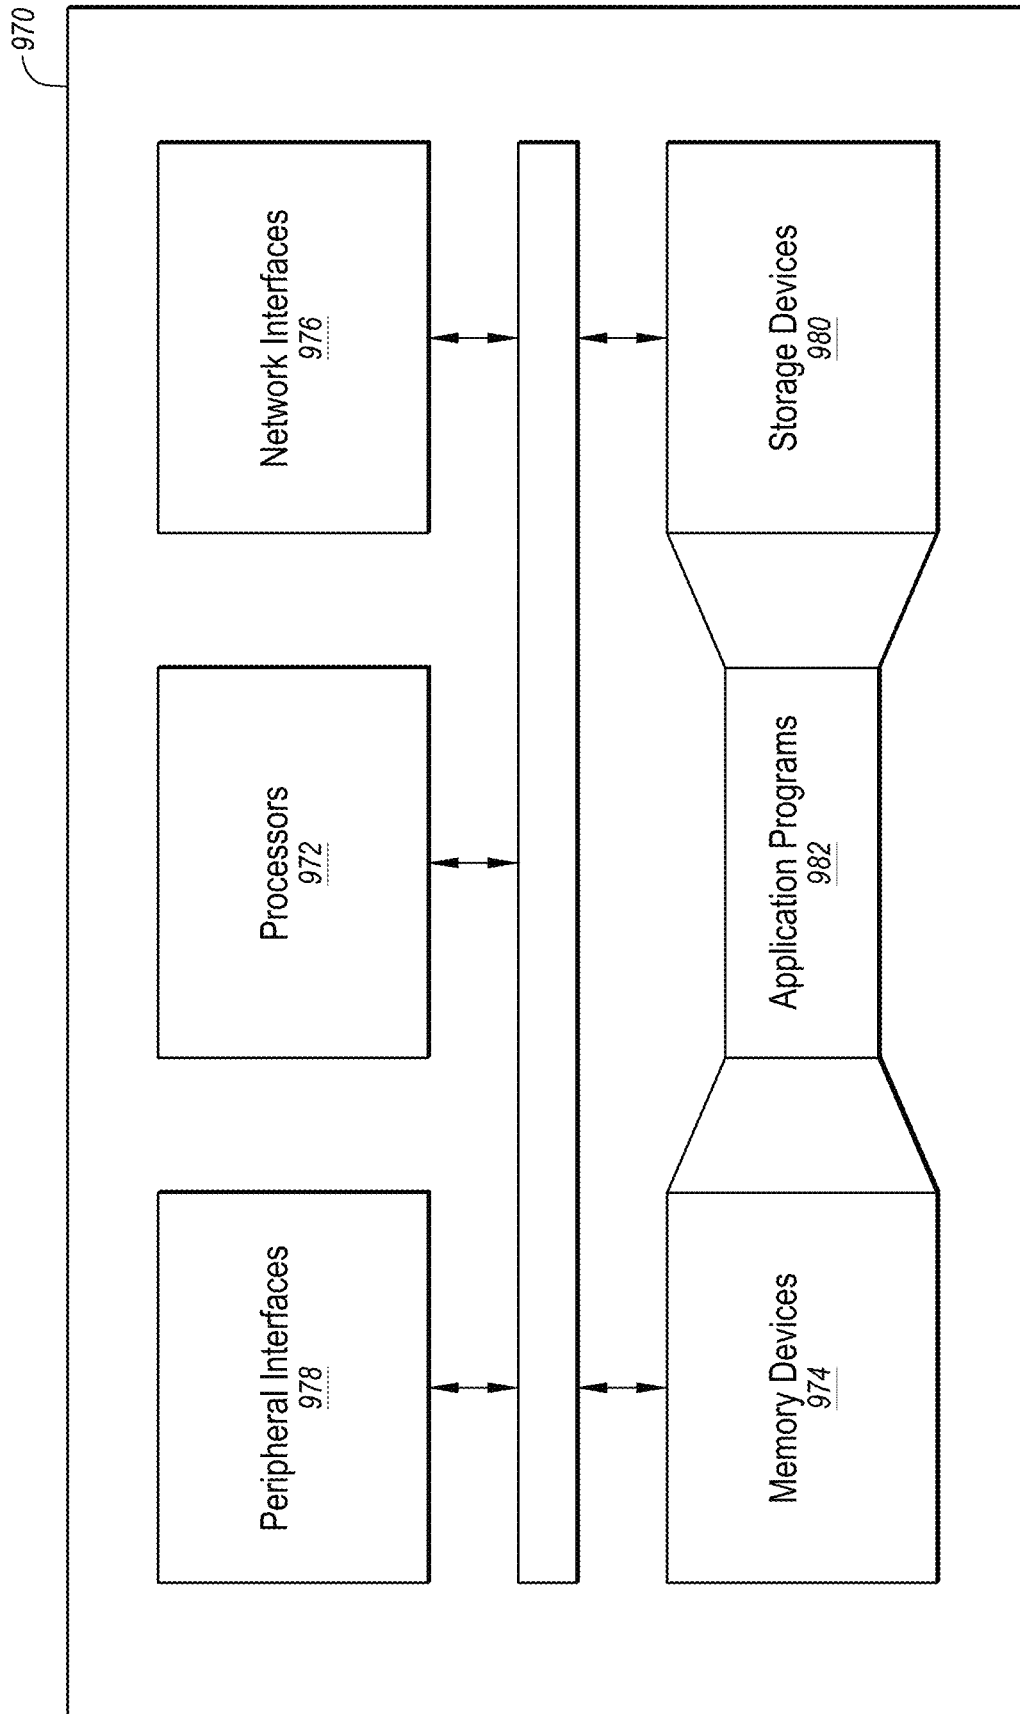 970
Peripheral Interfaces
978
Processors
972
Network Interfaces
976
Memory Devices
974
Application Programs
982
Storage Devices
980